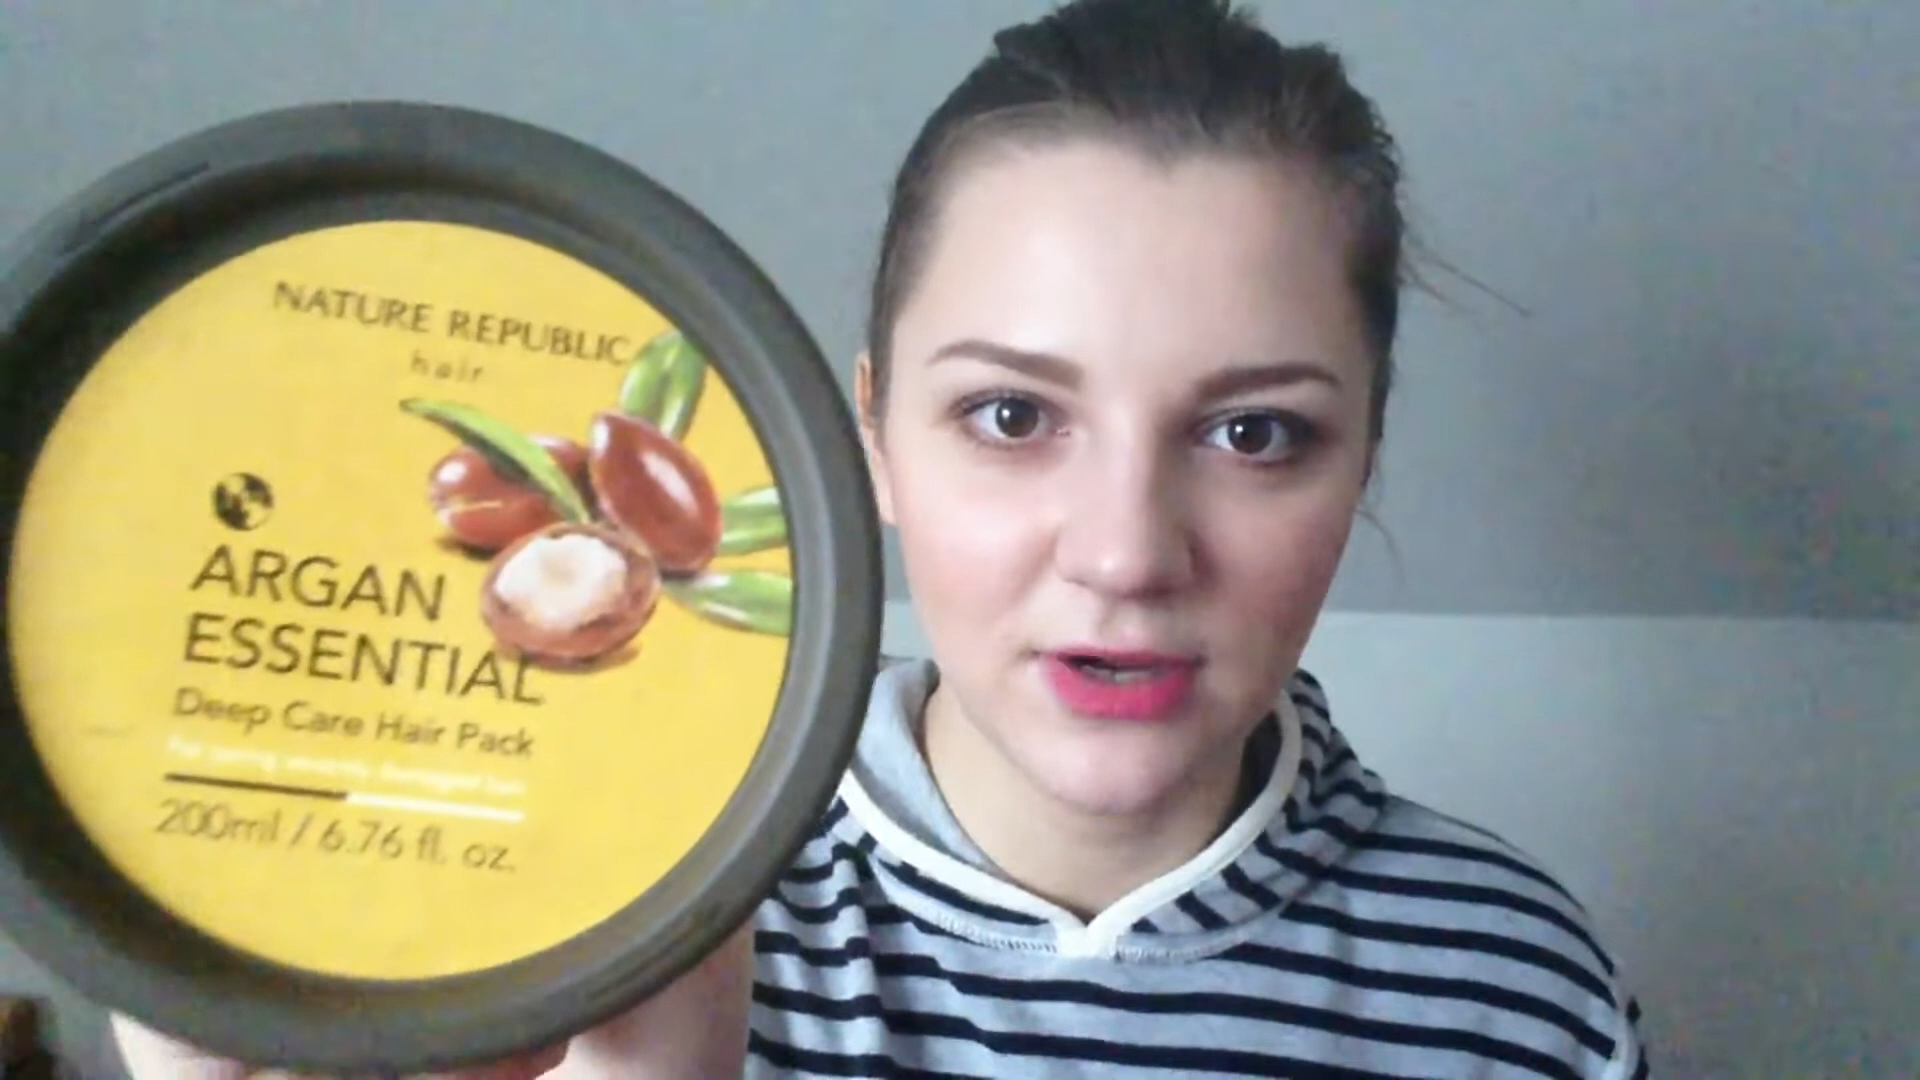 NATURE REPUBLIC
hair
ARGAN
ESSENTIAL
Deep Care Hair Pack
200ml / 6.76 fl. oz.